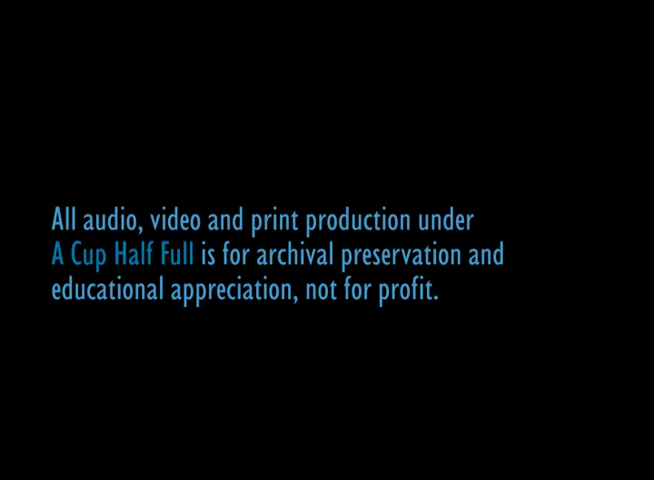 All audio, video and print production under
A Cup Half Full is for archival preservation and
educational appreciation, not for profit.